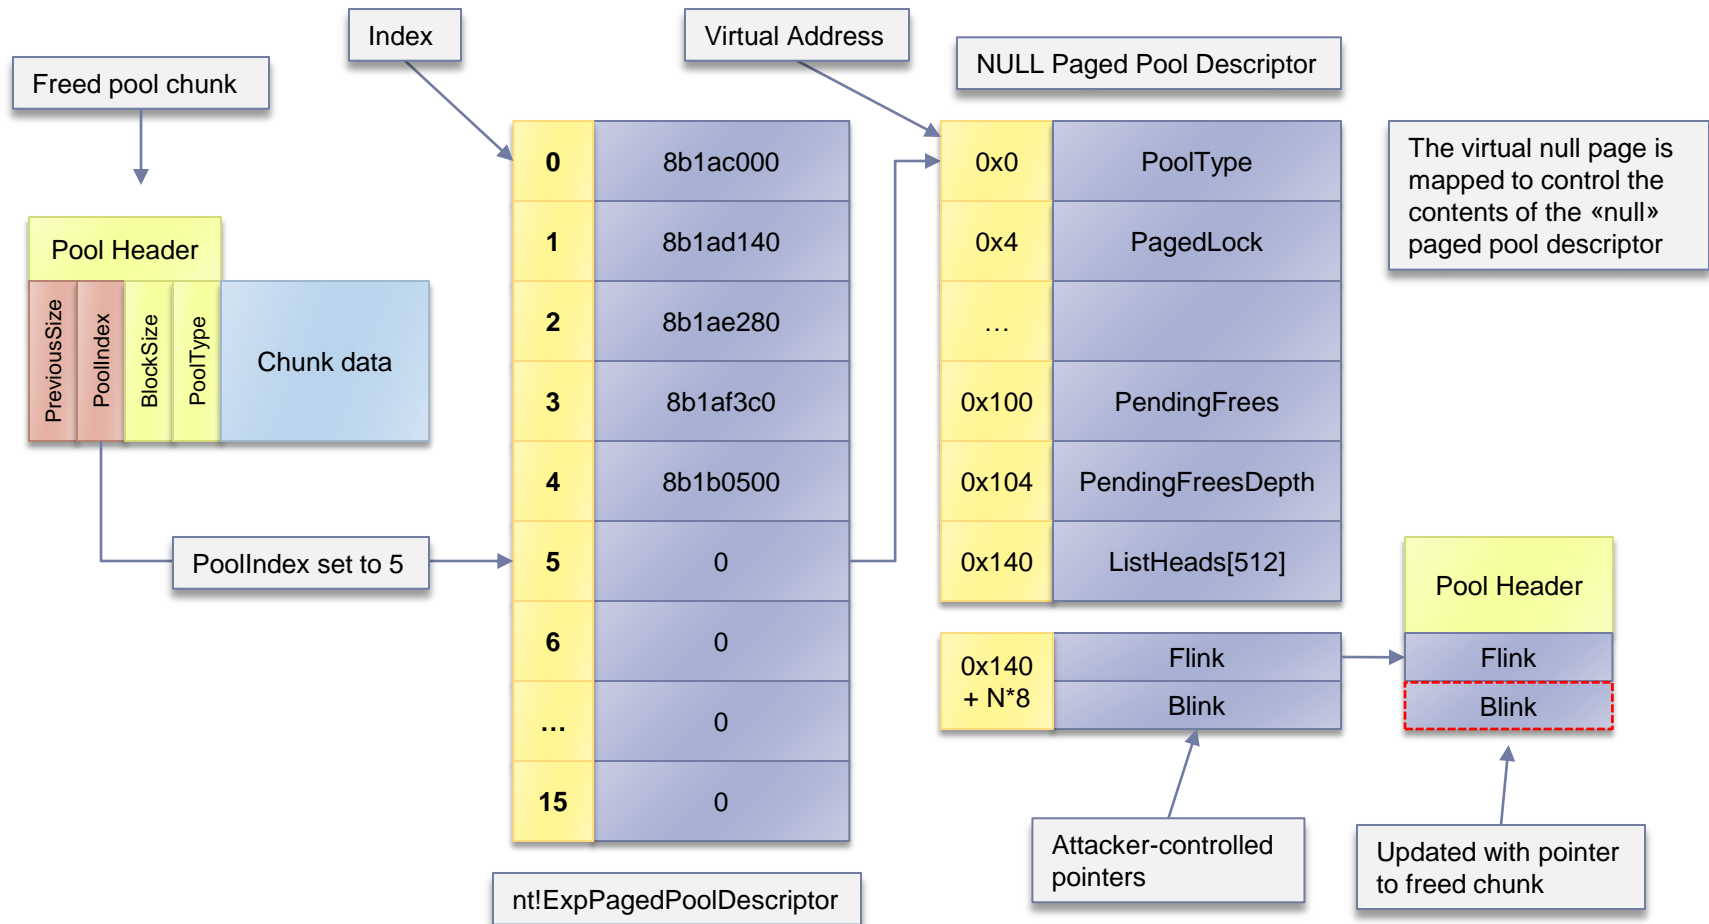 Index
Virtual Address
NULL Paged Pool Descriptor
Freed pool chunk
Pool Header
PreviousSize
PoolIndex
BlockSize
PoolType
Chunk data
PoolIndex set to 5
0 8b1ac000
1 8b1ad140
2 8b1ae280
3 8b1af3c0
4 8b1b0500
5 0
6 0
... 0
15 0
nt!ExpPagedPoolDescriptor
0x0 PoolType
0x4 PagedLock
...
0x100 PendingFrees
0x104 PendingFreesDepth
0x140 ListHeads[512]
0x140
+ N*8
Flink
Blink
Attacker-controlled
pointers
The virtual null page is
mapped to control the
contents of the «null»
paged pool descriptor
Pool Header
Flink
Blink
Updated with pointer
to freed chunk